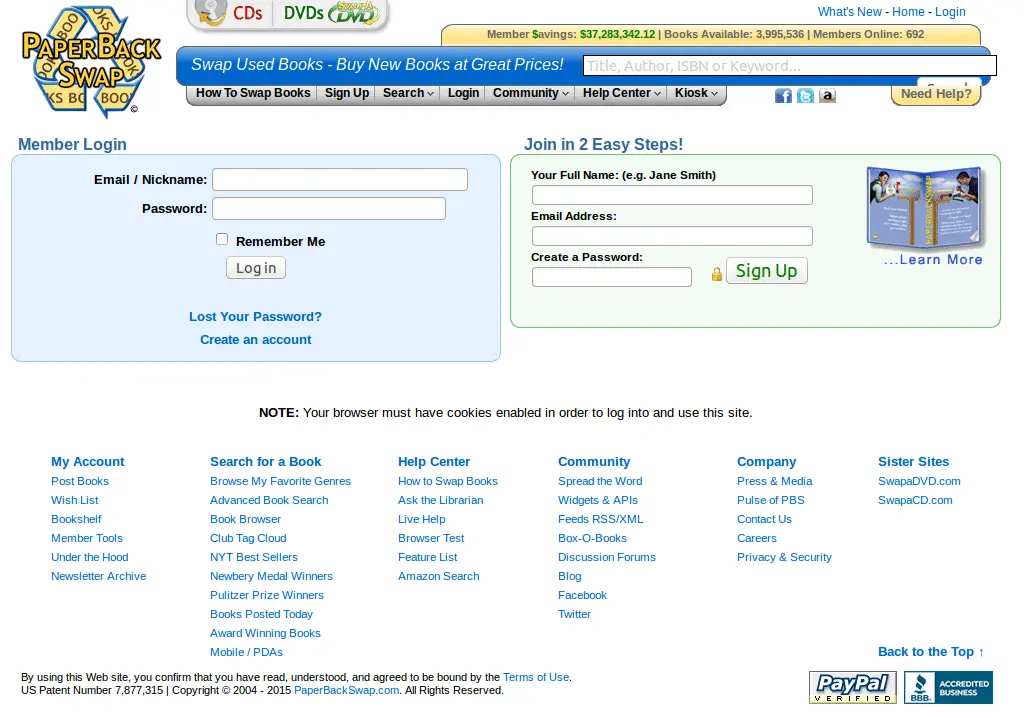 CDs DVDs
What's New - Home - Login
Member $avings: $37,283,342.12 | Books Available: 3,995,536 | Members Online: 692
PAPERBACK SWAP
Swap Used Books - Buy New Books at Great Prices!
Title, Author, ISBN or Keyword...
How To Swap Books Sign Up Search Login Community Help Center Kiosk
Need Help?
Member Login
Email / Nickname:
Password:
Remember Me
Log in
Lost Your Password?
Create an account
Join in 2 Easy Steps!
Your Full Name: (e.g. Jane Smith)
Email Address:
Create a Password:
Sign Up
...Learn More
NOTE: Your browser must have cookies enabled in order to log into and use this site.
My Account
Post Books
Wish List
Bookshelf
Member Tools
Under the Hood
Newsletter Archive
Search for a Book
Browse My Favorite Genres
Advanced Book Search
Book Browser
Club Tag Cloud
NYT Best Sellers
Newbery Medal Winners
Pulitzer Prize Winners
Books Posted Today
Award Winning Books
Mobile / PDAs
Help Center
How to Swap Books
Ask the Librarian
Live Help
Browser Test
Feature List
Amazon Search
Community
Spread the Word
Widgets & APIs
Feeds RSS/XML
Box-O-Books
Discussion Forums
Blog
Facebook
Twitter
Company
Press & Media
Pulse of PBS
Contact Us
Careers
Privacy & Security
Sister Sites
SwapaDVD.com
SwapaCD.com
Back to the Top ↑
By using this Web site, you confirm that you have read, understood, and agreed to be bound by the Terms of Use.
US Patent Number 7,877,315 | Copyright © 2004 - 2015 PaperBackSwap.com. All Rights Reserved.
PayPal
VERIFIED
BBB.
ACCREDITED
BUSINESS